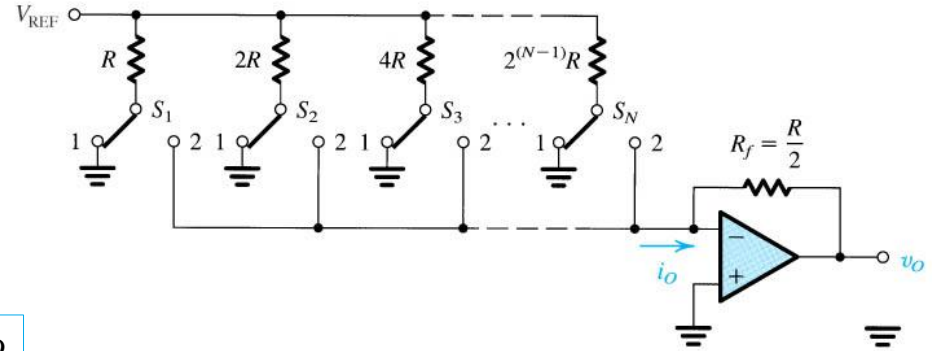 V_REF
R 2R 4R 2^(N−1)R
S_1 S_2 S_3 . . . S_N
1 2 1 2 1 2 1 2
R_f = R/2
−
i_O
+
v_O